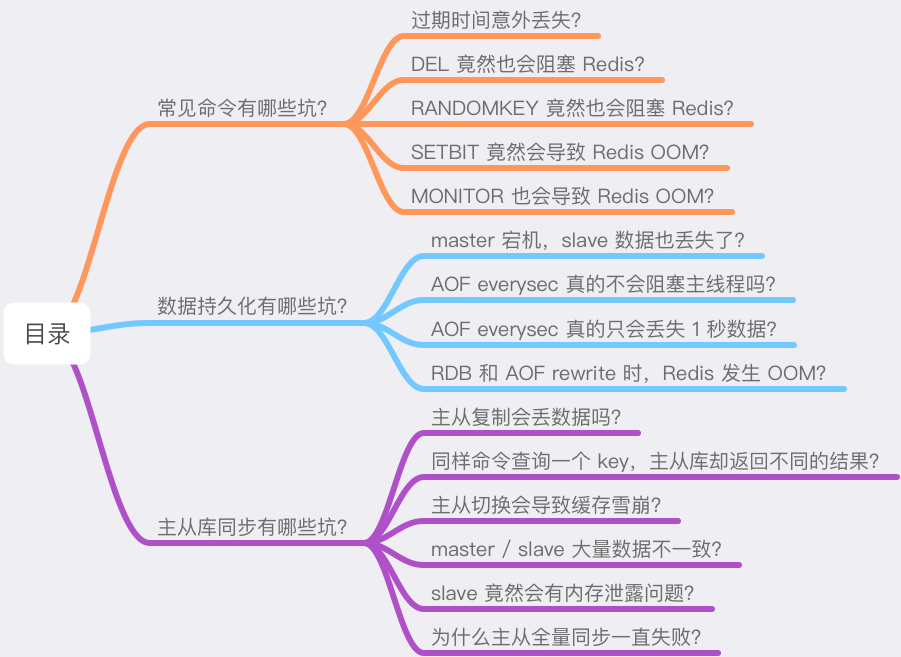 目录
常见命令有哪些坑？
过期时间意外丢失？
DEL 竟然也会阻塞 Redis？
RANDOMKEY 竟然也会阻塞 Redis？
SETBIT 竟然会导致 Redis OOM？
MONITOR 也会导致 Redis OOM？
数据持久化有哪些坑？
master 宕机，slave 数据也丢失了？
AOF everysec 真的不会阻塞主线程吗？
AOF everysec 真的只会丢失 1 秒数据？
RDB 和 AOF rewrite 时，Redis 发生 OOM？
主从库同步有哪些坑？
主从复制会丢数据吗？
同样命令查询一个 key，主从库却返回不同的结果？
主从切换会导致缓存雪崩？
master / slave 大量数据不一致？
slave 竟然会有内存泄露问题？
为什么主从全量同步一直失败？